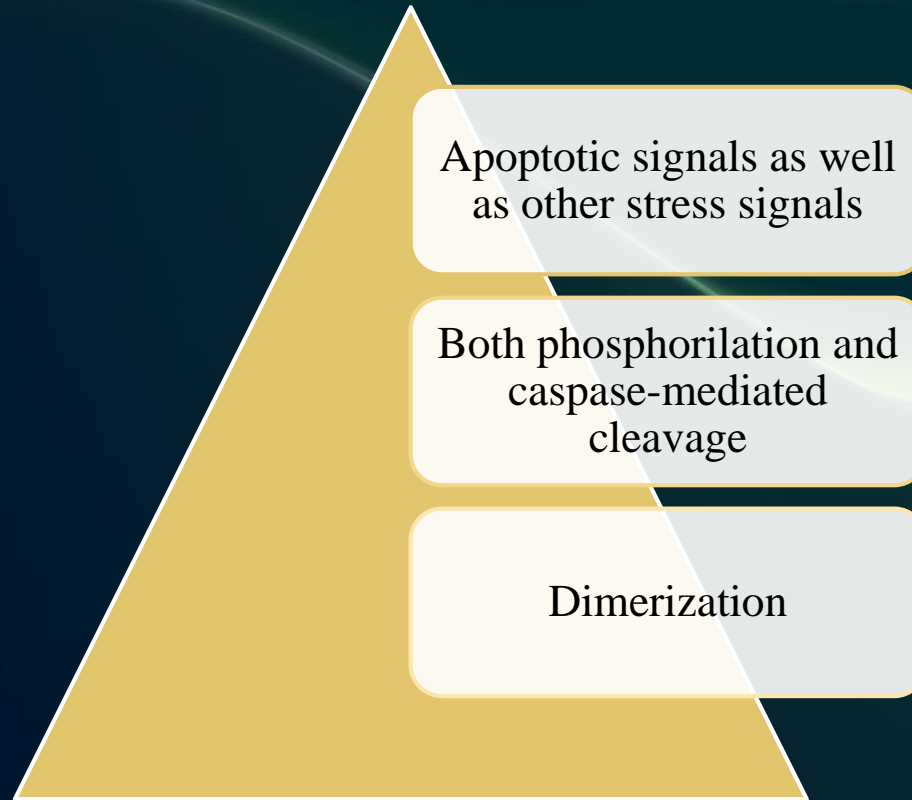 Apoptotic signals as well
as other stress signals
Both phosphorilation and
caspase-mediated
cleavage
Dimerization